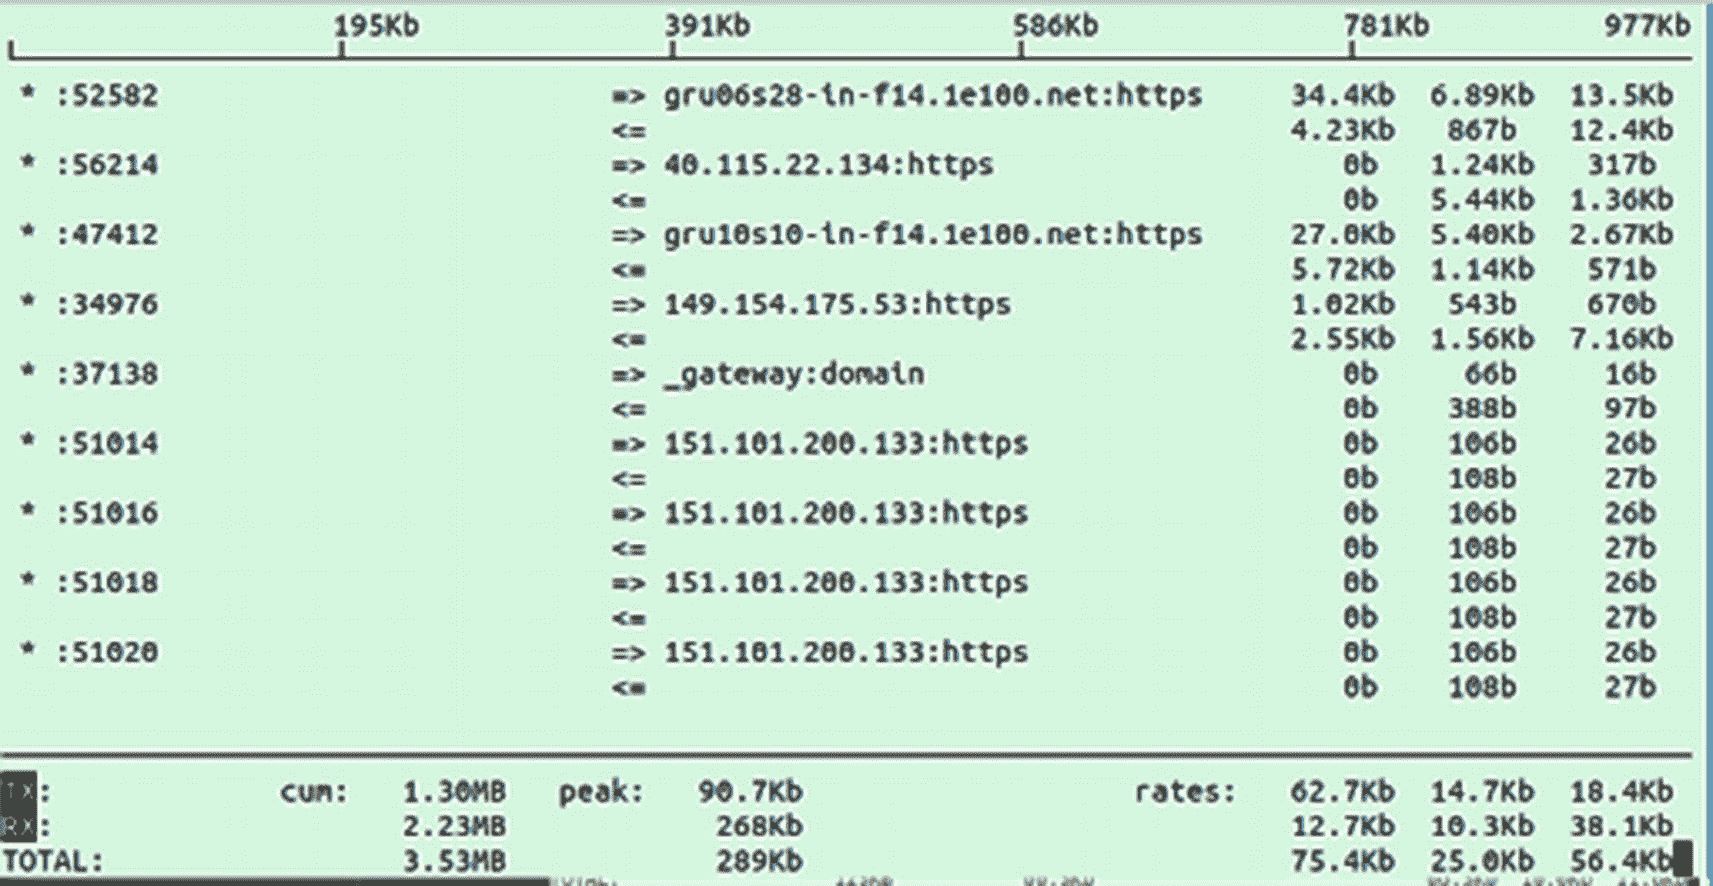 195Kb 391Kb 586Kb 781Kb 977Kb
* :52582 => gru06s28-in-f14.1e100.net:https 34.4Kb 6.89Kb 13.5Kb
<= 4.23Kb 867b 12.4Kb
* :56214 => 40.115.22.134:https 0b 1.24Kb 317b
<= 0b 5.44Kb 1.36Kb
* :47412 => gru10s10-in-f14.1e100.net:https 27.0Kb 5.40Kb 2.67Kb
<= 5.72Kb 1.14Kb 571b
* :34976 => 149.154.175.53:https 1.02Kb 543b 670b
<= 2.55Kb 1.56Kb 7.16Kb
* :37138 => _gateway:domain 0b 66b 16b
<= 0b 388b 97b
* :51014 => 151.101.200.133:https 0b 106b 26b
<= 0b 108b 27b
* :51016 => 151.101.200.133:https 0b 106b 26b
<= 0b 108b 27b
* :51018 => 151.101.200.133:https 0b 106b 26b
<= 0b 108b 27b
* :51020 => 151.101.200.133:https 0b 106b 26b
<= 0b 108b 27b
TX: cum: 1.30MB peak: 90.7Kb rates: 62.7Kb 14.7Kb 18.4Kb
RX: 2.23MB 268Kb 12.7Kb 10.3Kb 38.1Kb
TOTAL: 3.53MB 289Kb 75.4Kb 25.0Kb 56.4Kb